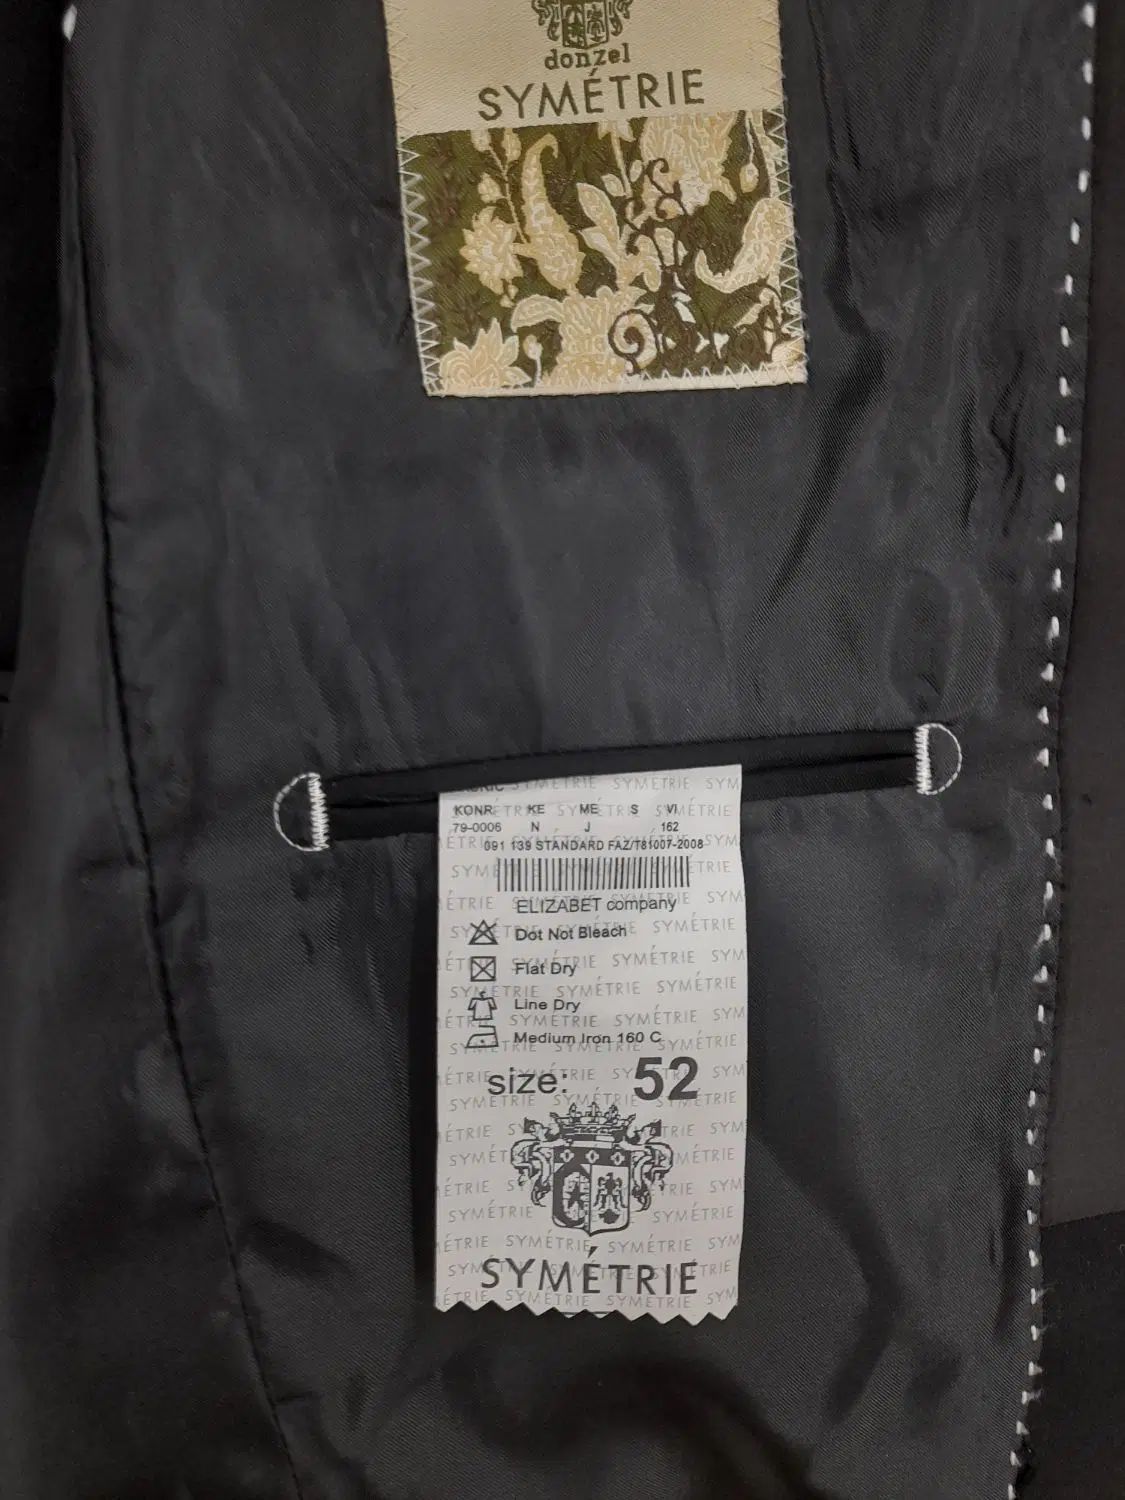 donzel
SYMÉTRIE
KONR. KE ME S VI
79-0006 N J 162
091 139 STANDARD FAZ/T81007-2008
ELIZABET company
Dot Not Bleach
Flat Dry
Line Dry
Medium Iron 160 C
size: 52
SYMÉTRIE